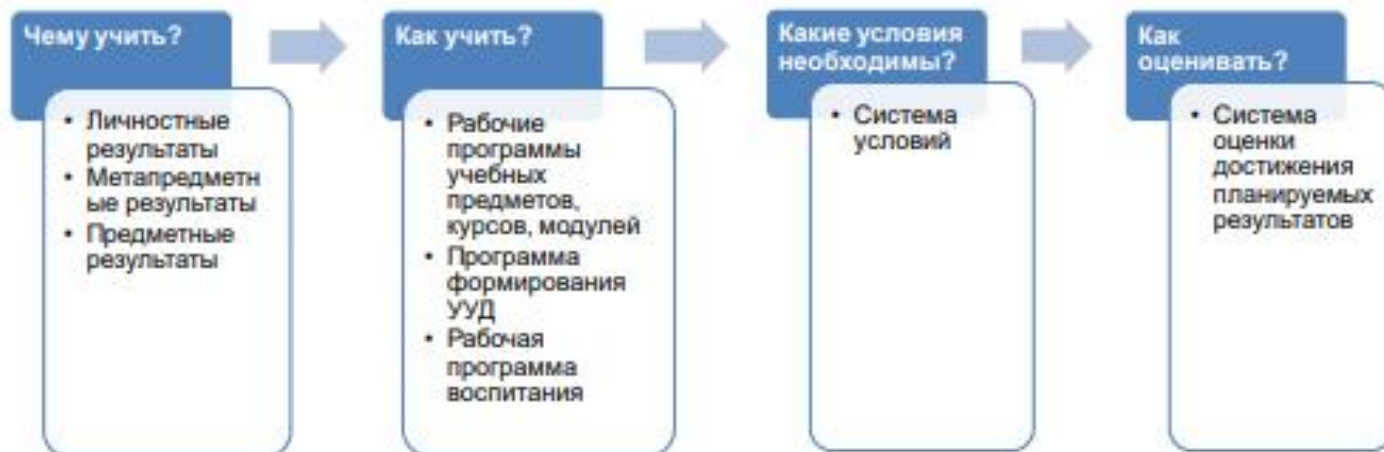 Чему учить?
• Личностные
результаты
• Метапредметн
ые результаты
• Предметные
результаты
Как учить?
• Рабочие
программы
учебных
предметов,
курсов, модулей
• Программа
формирования
УУД
• Рабочая
программа
воспитания
Какие условия
необходимы?
• Система
условий
Как
оценивать?
• Система
оценки
достижения
планируемых
результатов